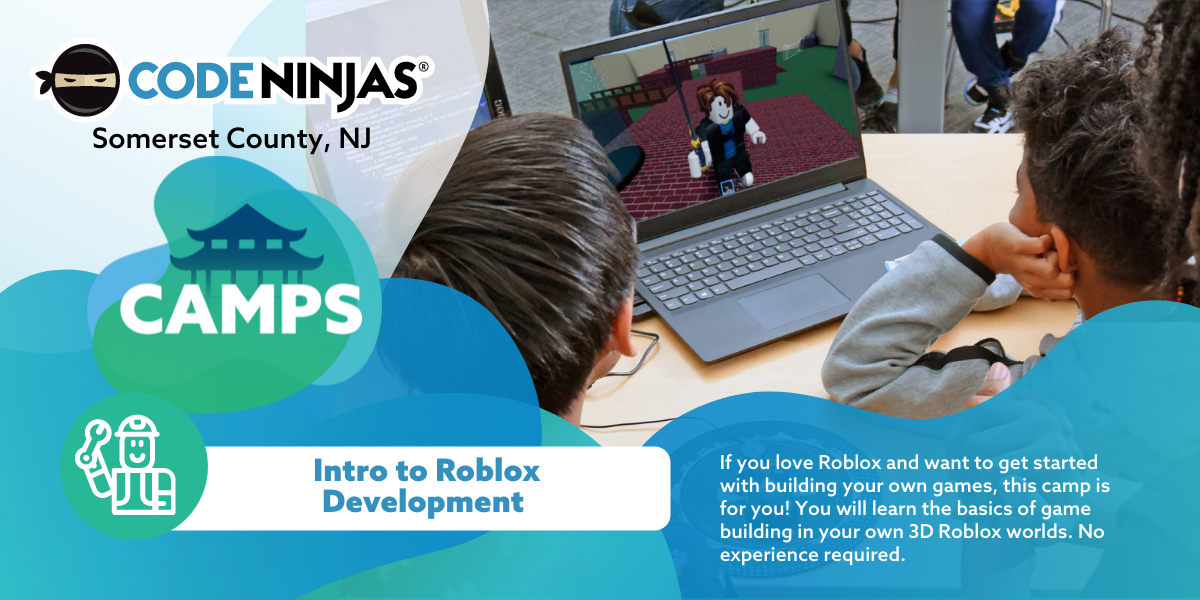 CODE NINJAS®
Somerset County, NJ
CAMPS
Intro to Roblox
Development
If you love Roblox and want to get started
with building your own games, this camp is
for you! You will learn the basics of game
building in your own 3D Roblox worlds. No
experience required.